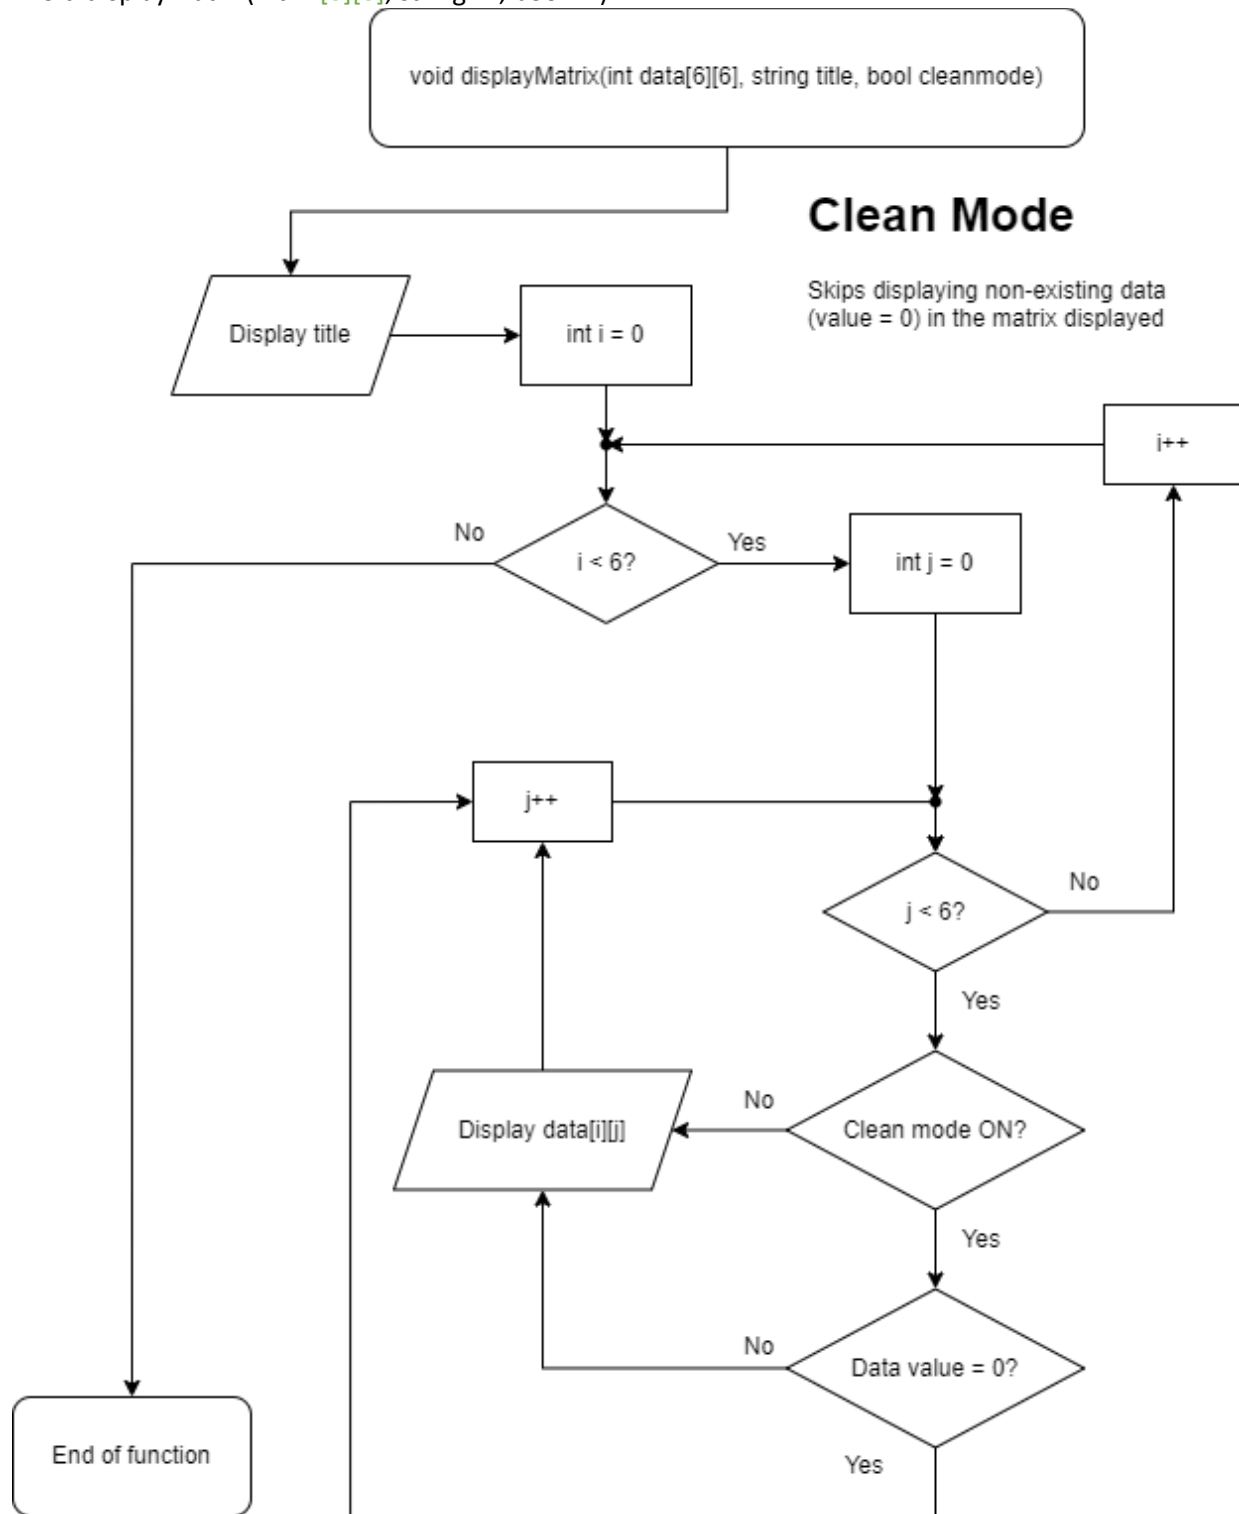 void displayMatrix(int data[6][6], string title, bool cleanmode)
Clean Mode
Skips displaying non-existing data
(value = 0) in the matrix displayed
Display title
int i = 0
i++
No
i < 6?
Yes
int j = 0
j++
j < 6?
No
Yes
Display data[i][j]
No
Clean mode ON?
Yes
No
Data value = 0?
End of function
Yes